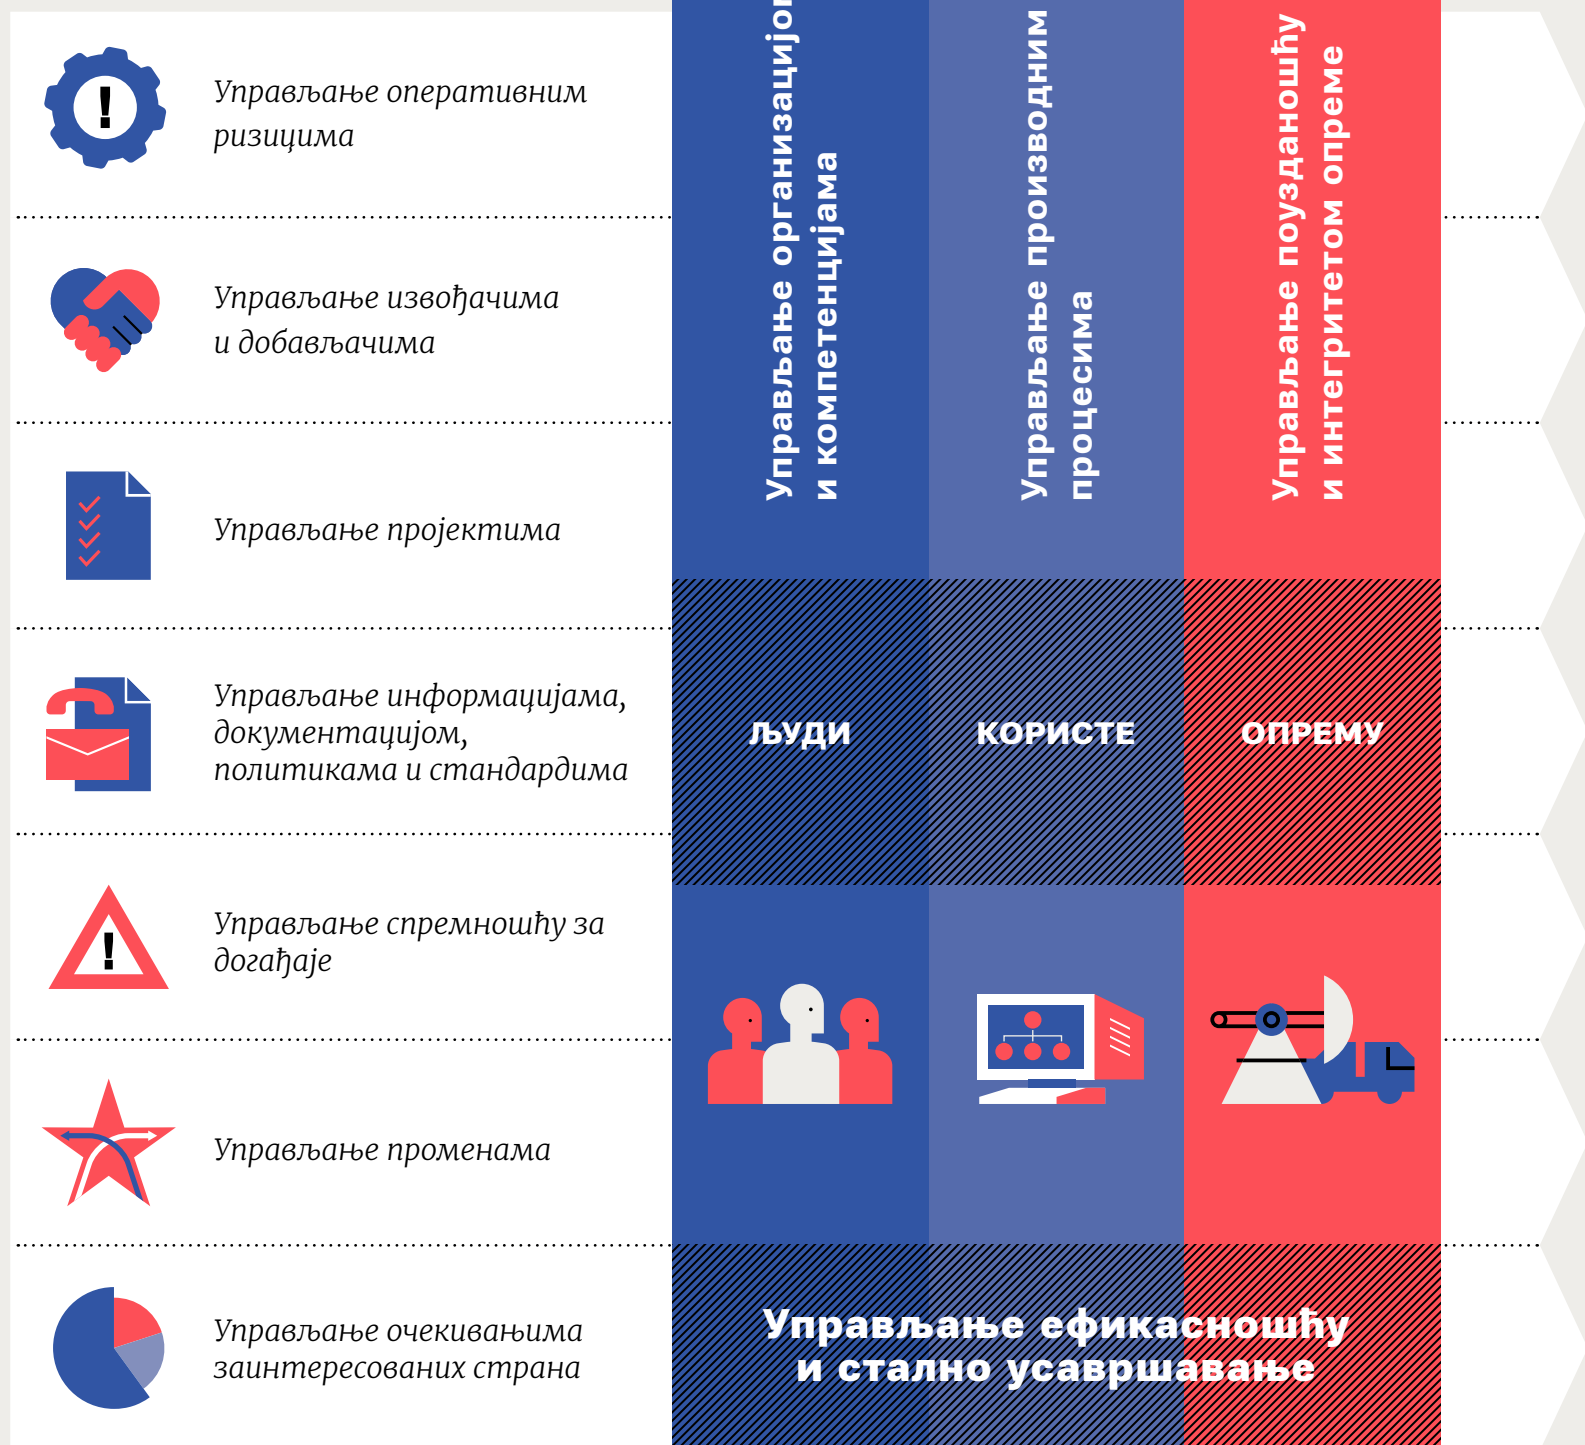 Управљање оперативним
ризицима
Управљање извођачима
и добављачима
Управљање пројектима
Управљање информацијама,
документацијом,
политикама и стандардима
Управљање спремношћу за
догађаје
Управљање променама
Управљање очекивањима
заинтересованих страна
Управљање
и компетенцијама
Управљање производним
процесима
Управљање поузданошћу
и интегритетом опреме
ЉУДИ
КОРИСТЕ
ОПРЕМУ
Управљање ефикасношћу
и стално усавршавање